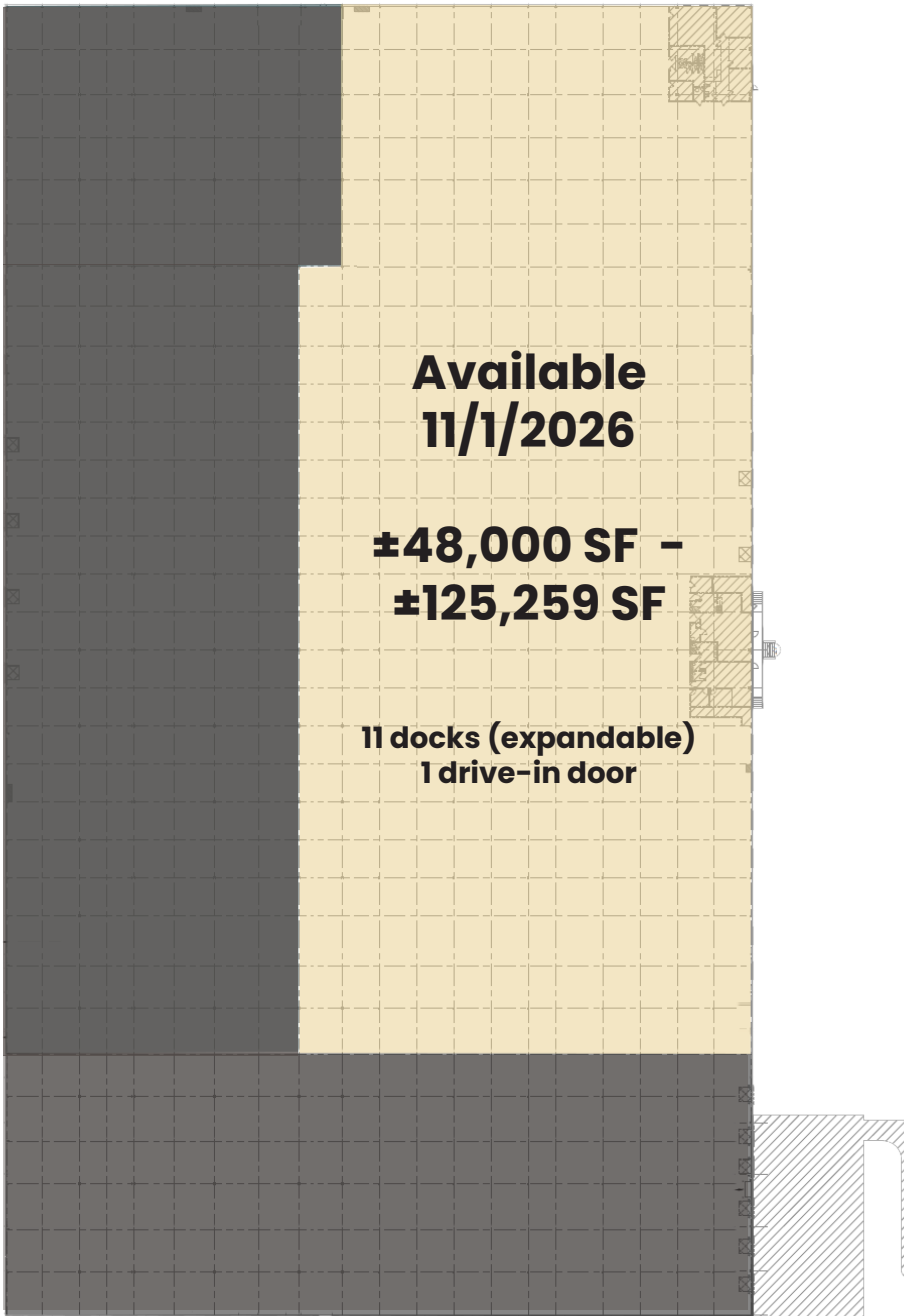 Available
11/1/2026
±48,000 SF -
±125,259 SF
11 docks (expandable)
1 drive-in door